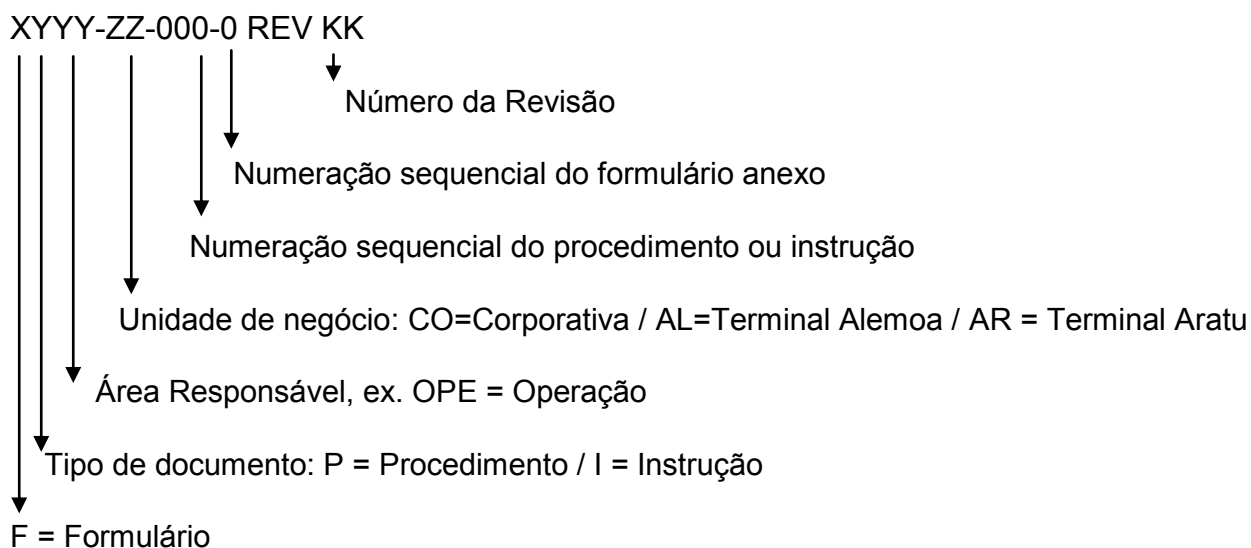 XYYY-ZZ-000-0 REV KK
Número da Revisão
Numeração sequencial do formulário anexo
Numeração sequencial do procedimento ou instrução
Unidade de negócio: CO=Corporativa / AL=Terminal Alemoa / AR = Terminal Aratu
Área Responsável, ex. OPE = Operação
Tipo de documento: P = Procedimento / I = Instrução
F = Formulário